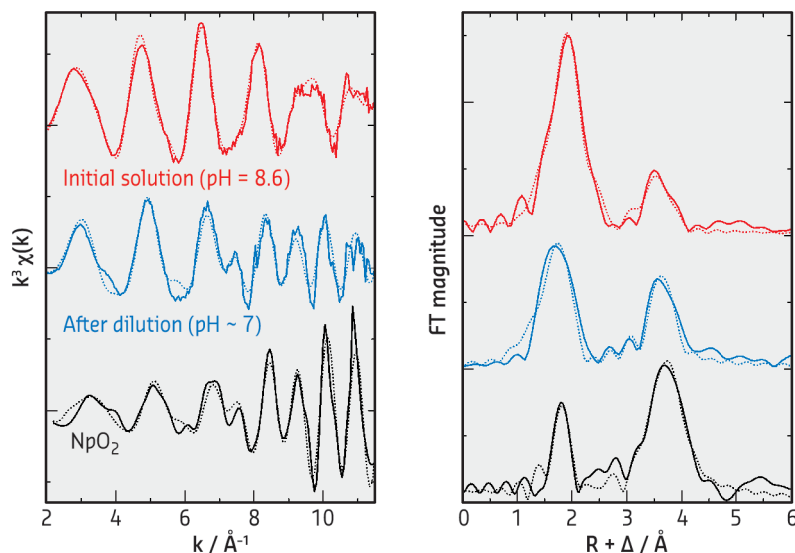 k³ χ(k)
Initial solution (pH = 8.6)
After dilution (pH ~ 7)
NpO₂
2 4 6 8 10
k / Å⁻¹
FT magnitude
0 1 2 3 4 5 6
R + Δ / Å